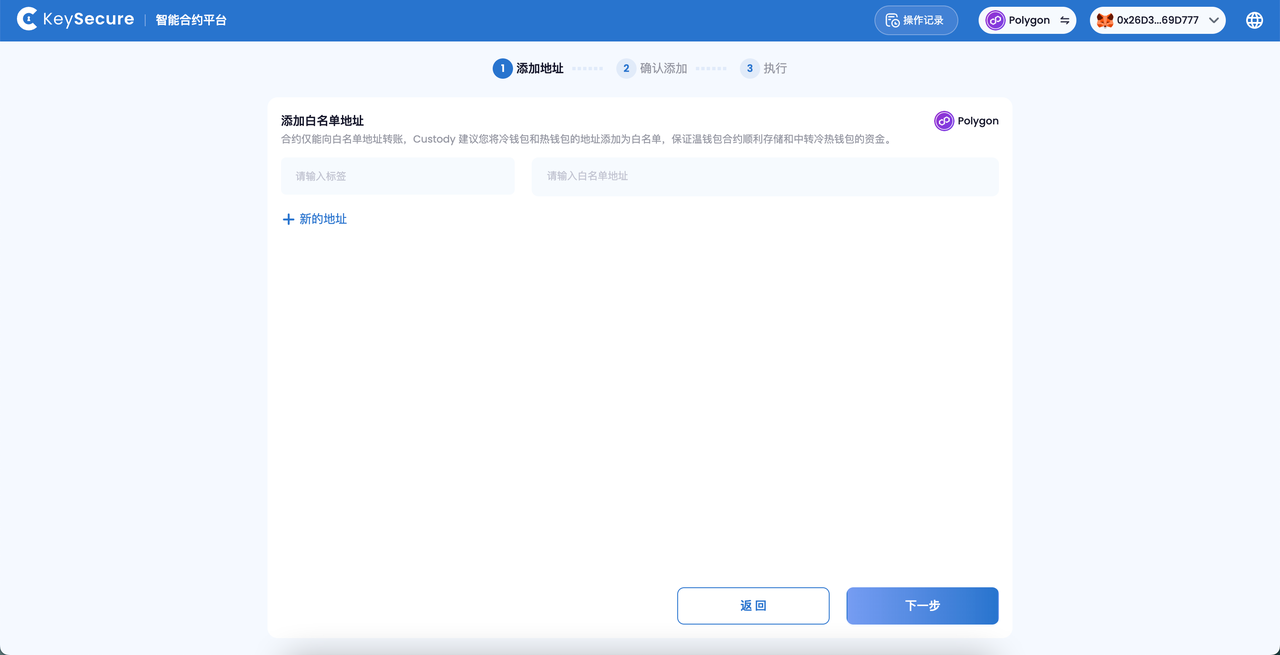 KeySecure | 智能合约平台 操作记录 Polygon 0x26D3...69D777
1 添加地址 2 确认添加 3 执行
添加白名单地址 Polygon
合约仅能向白名单地址转账，Custody 建议您将冷钱包和热钱包的地址添加为白名单，保证温钱包合约顺利存储和中转冷热钱包的资金。
请输入标签 请输入白名单地址
+ 新的地址
返 回 下一步